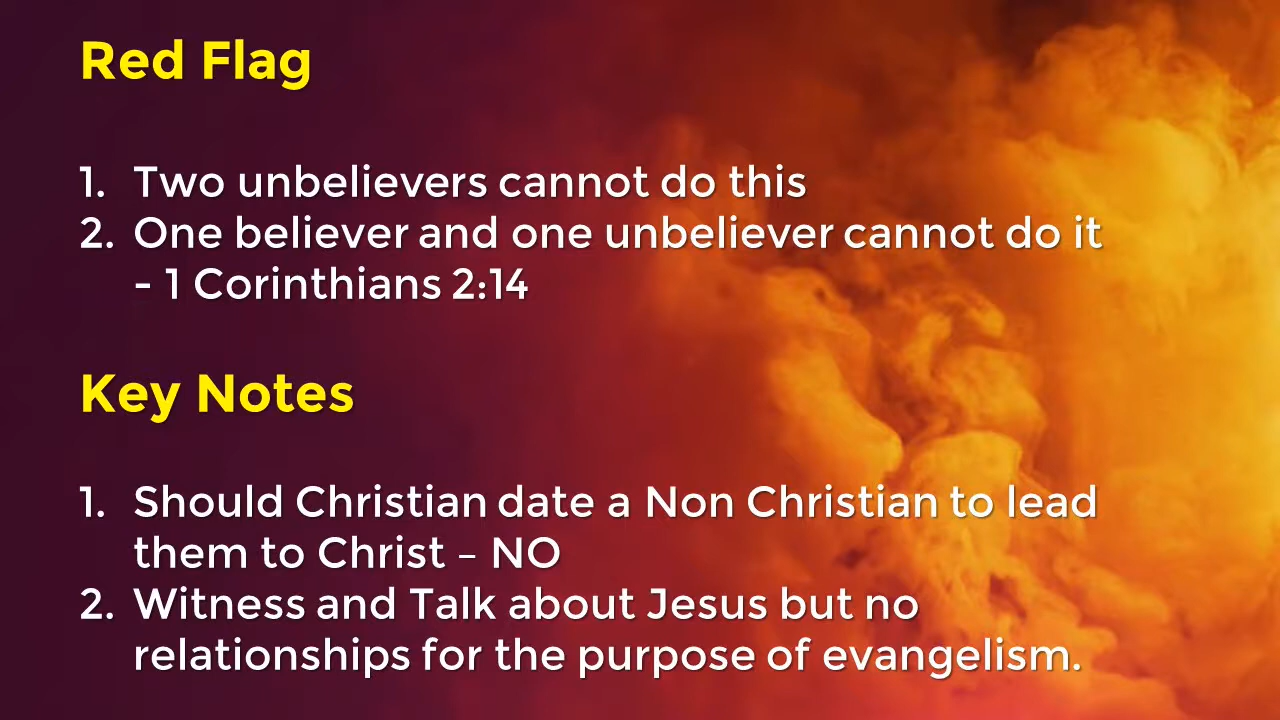 Red Flag
1. Two unbelievers cannot do this
2. One believer and one unbeliever cannot do it
- 1 Corinthians 2:14
Key Notes
1. Should Christian date a Non Christian to lead
them to Christ – NO
2. Witness and Talk about Jesus but no
relationships for the purpose of evangelism.